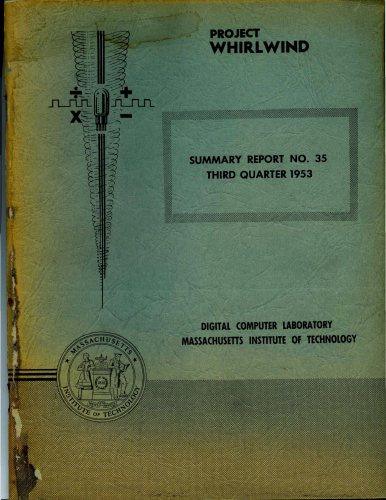 PROJECT
WHIRLWIND
÷ +
X −
SUMMARY REPORT NO. 35
THIRD QUARTER 1953
DIGITAL COMPUTER LABORATORY
MASSACHUSETTS INSTITUTE OF TECHNOLOGY
MASSACHUSETTS
INSTITUTE OF TECHNOLOGY